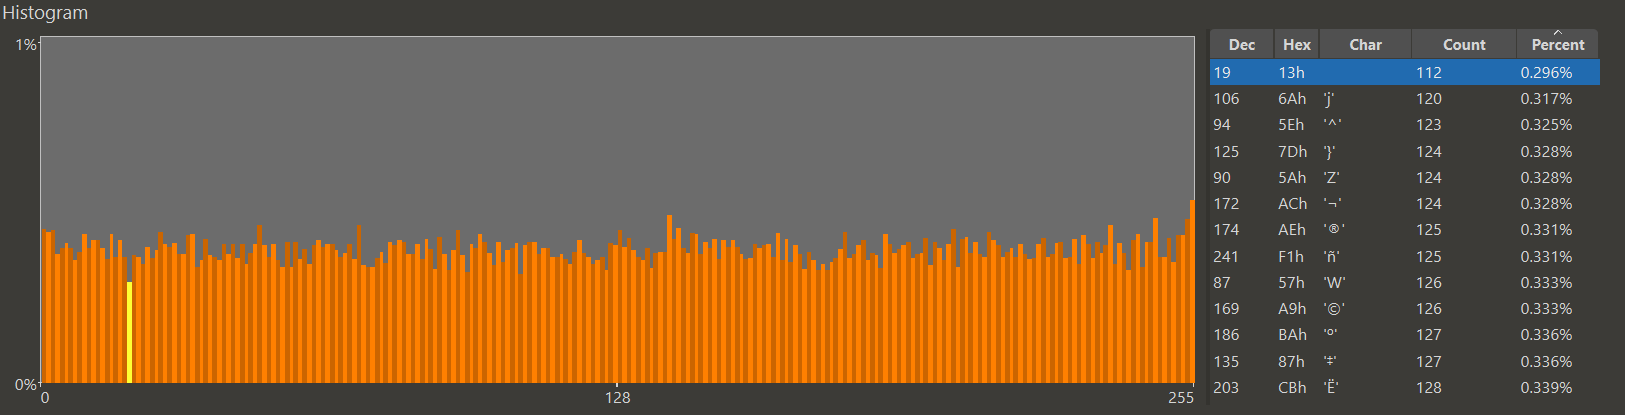 Histogram
1%
0%
0 128 255
Dec Hex Char Count Percent
19 13h 112 0.296%
106 6Ah 'j' 120 0.317%
94 5Eh '^' 123 0.325%
125 7Dh '}' 124 0.328%
90 5Ah 'Z' 124 0.328%
172 ACh '¬' 124 0.328%
174 AEh '®' 125 0.331%
241 F1h 'ñ' 125 0.331%
87 57h 'W' 126 0.333%
169 A9h '©' 126 0.333%
186 BAh 'º' 127 0.336%
135 87h '‡' 127 0.336%
203 CBh 'Ë' 128 0.339%